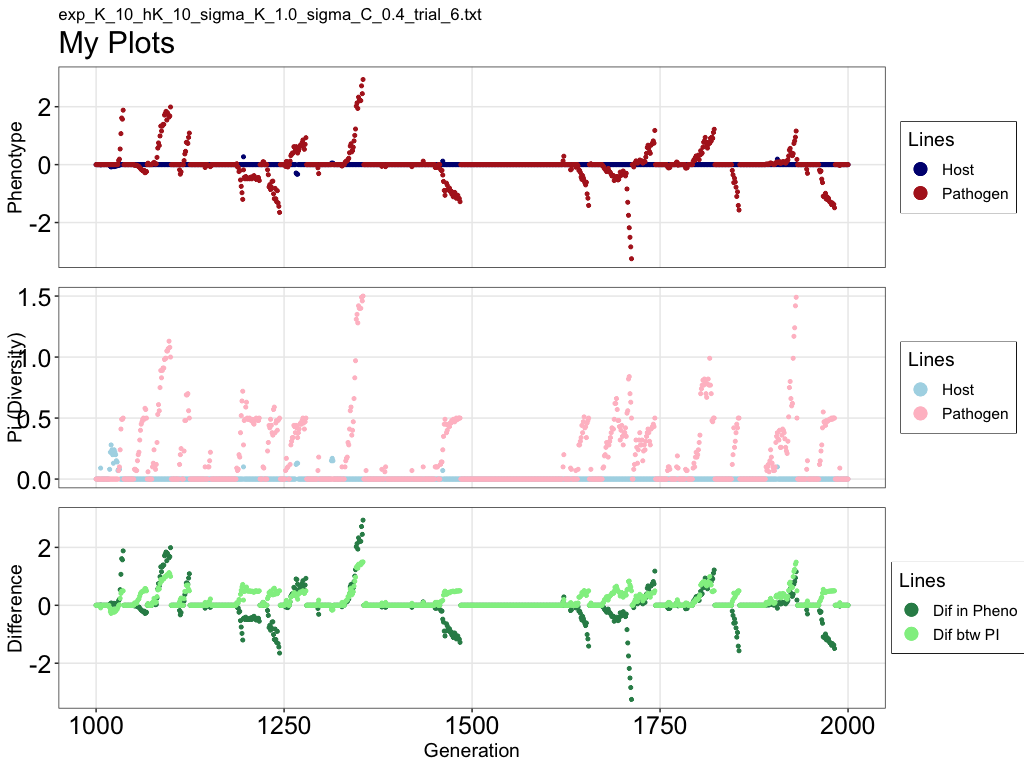 exp_K_10_hK_10_sigma_K_1.0_sigma_C_0.4_trial_6.txt
My Plots
Phenotype
2
0
-2
Lines
Host
Pathogen
Pi (Diversity)
1.5
1.0
0.5
0.0
Lines
Host
Pathogen
Difference
2
0
-2
Lines
Dif in Pheno
Dif btw PI
1000
1250
1500
1750
2000
Generation